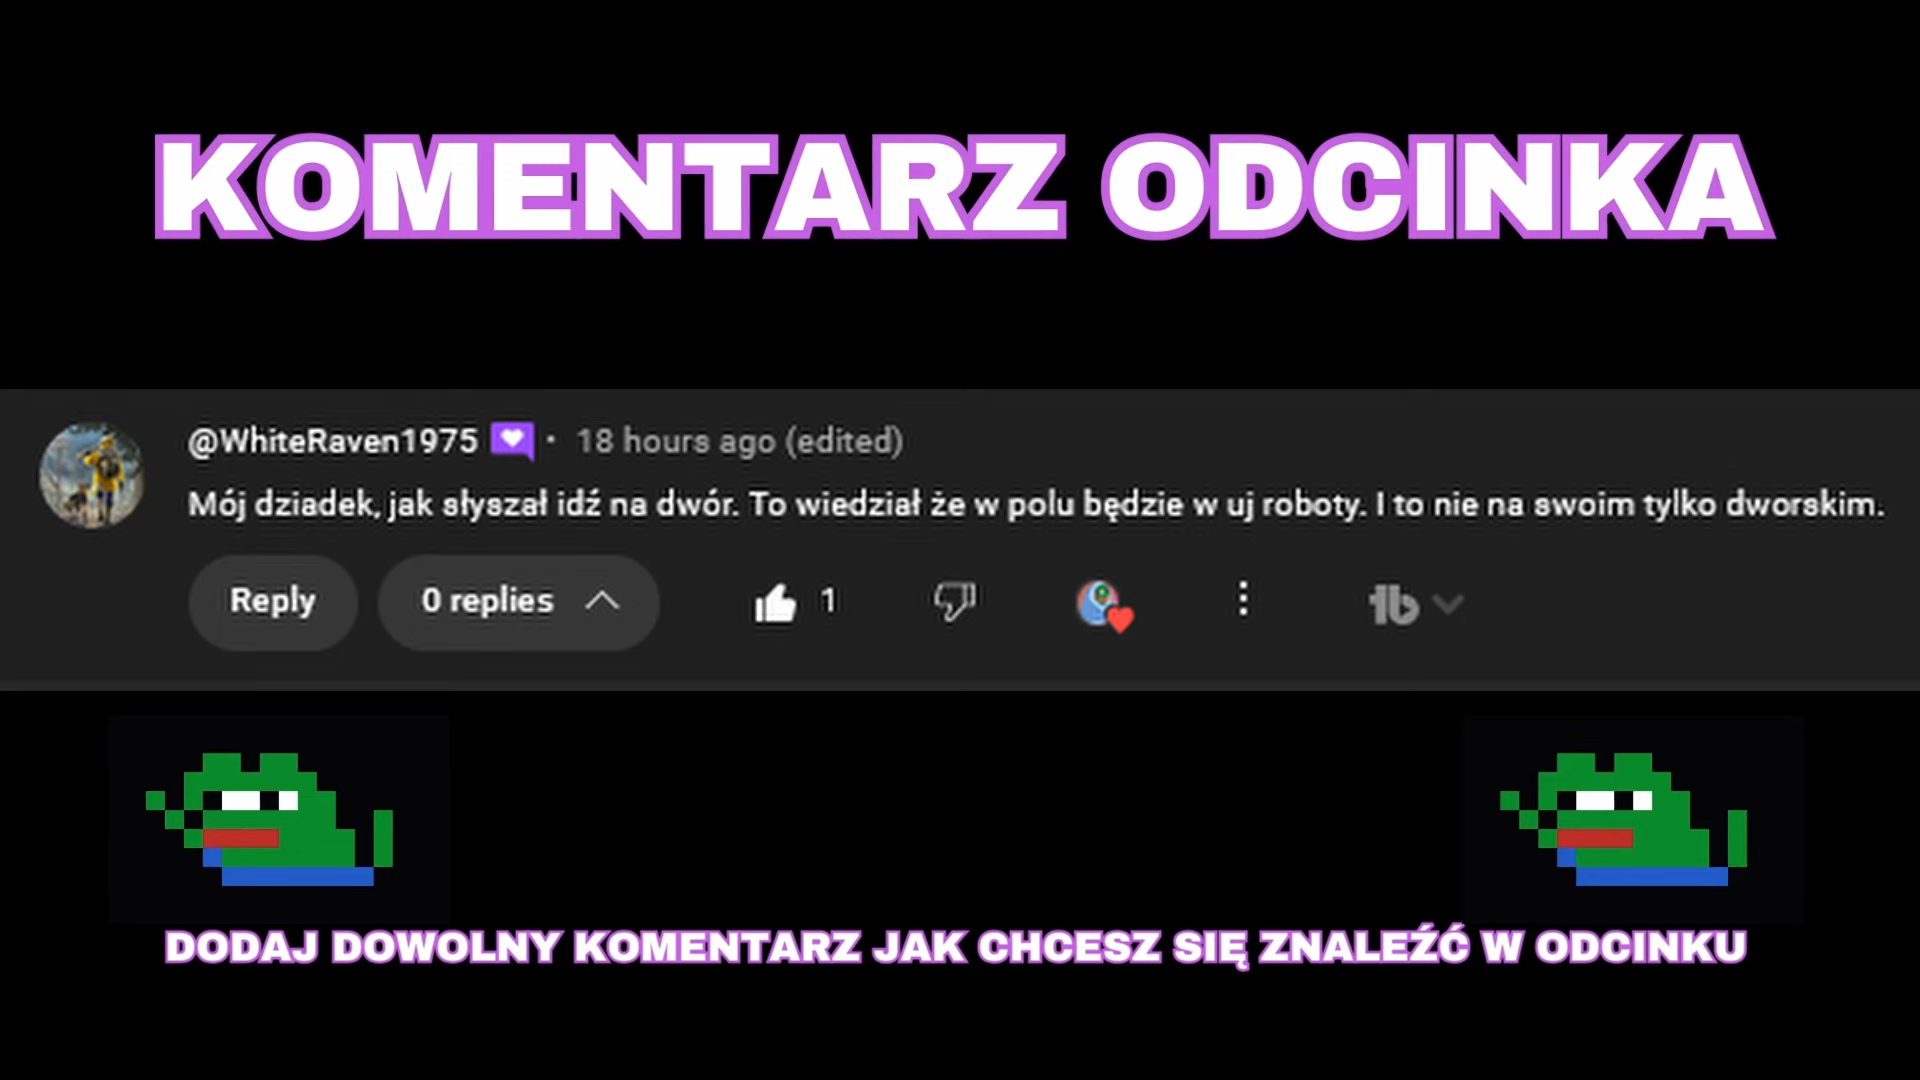 KOMENTARZ ODCINKA
@WhiteRaven1975 · 18 hours ago (edited)
Mój dziadek, jak słyszał idź na dwór. To wiedział że w polu będzie w uj roboty. I to nie na swoim tylko dworskim.
Reply 0 replies 1 tb
DODAJ DOWOLNY KOMENTARZ JAK CHCESZ SIĘ ZNALEŹĆ W ODCINKU